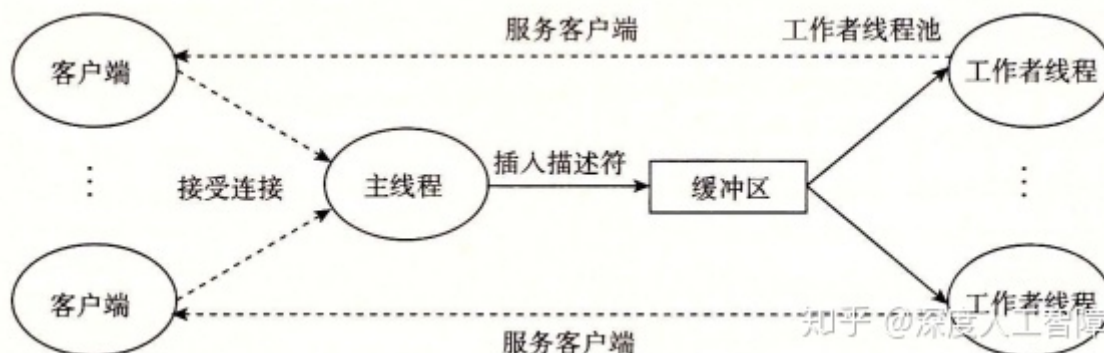 服务客户端
工作者线程池
客户端
工作者线程
插入描述符
⋮
接受连接
主线程
缓冲区
⋮
客户端
工作者线程
服务客户端
知乎 @深度人工智障